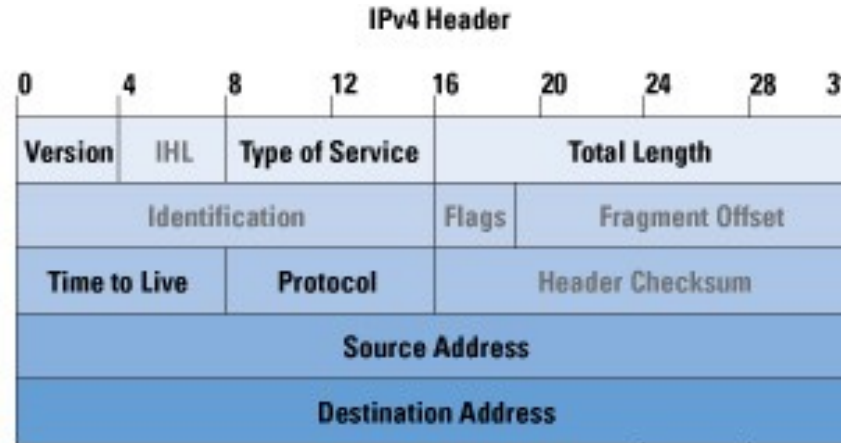 IPv4 Header
0 4 8 12 16 20 24 28 3
Version IHL Type of Service Total Length
Identification Flags Fragment Offset
Time to Live Protocol Header Checksum
Source Address
Destination Address